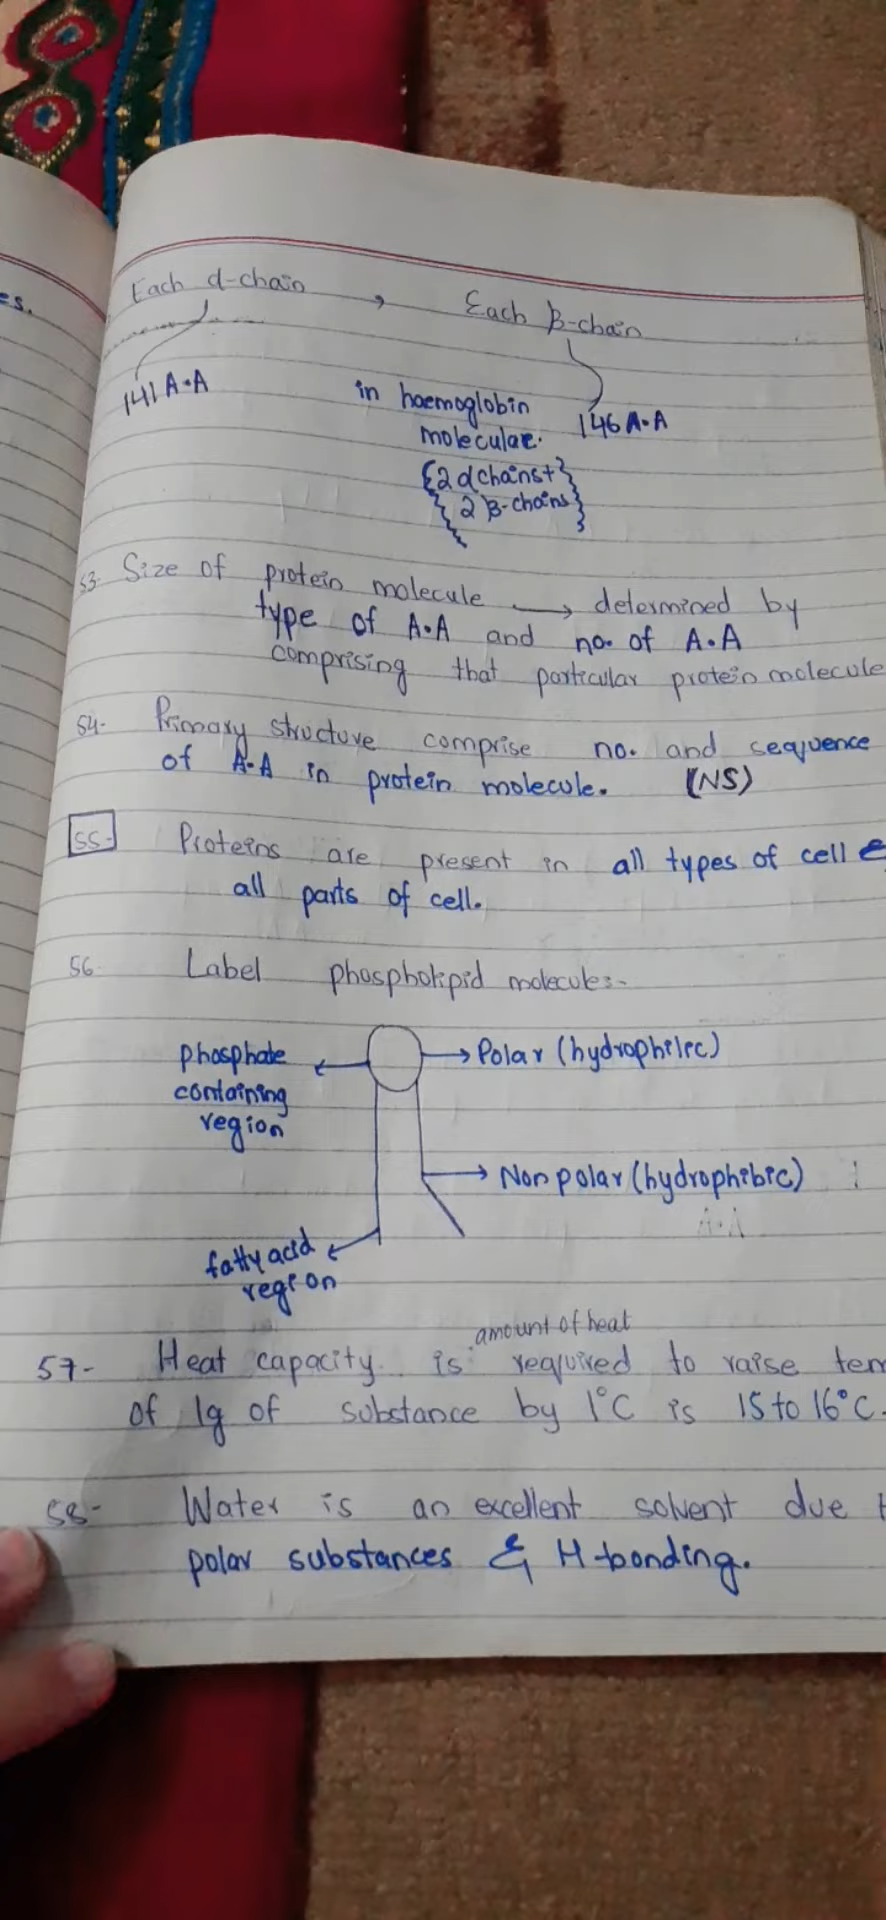 es.
Each α-chain → Each β-chain
141 A.A
in haemoglobin
molecular.
146 A.A
{2 α chains +}
2 β-chains
53. Size of protein molecule → determined by
type of A.A and no. of A.A
comprising that particular protein molecule
54- Primary structure comprise no. and sequence
of A.A in protein molecule. (NS)
55- Proteins are present in all types of cell &
all parts of cell.
56. Label phospholipid molecules-
phosphate
containing
region
→ Polar (hydrophilic)
→ Nonpolar (hydrophibic)
A.A
fatty acid
region
amount of heat
57- Heat capacity is required to raise tem
of 1g of substance by 1°C is 15 to 16°C.
58- Water is an excellent solvent due t
polar substances & H-bonding.